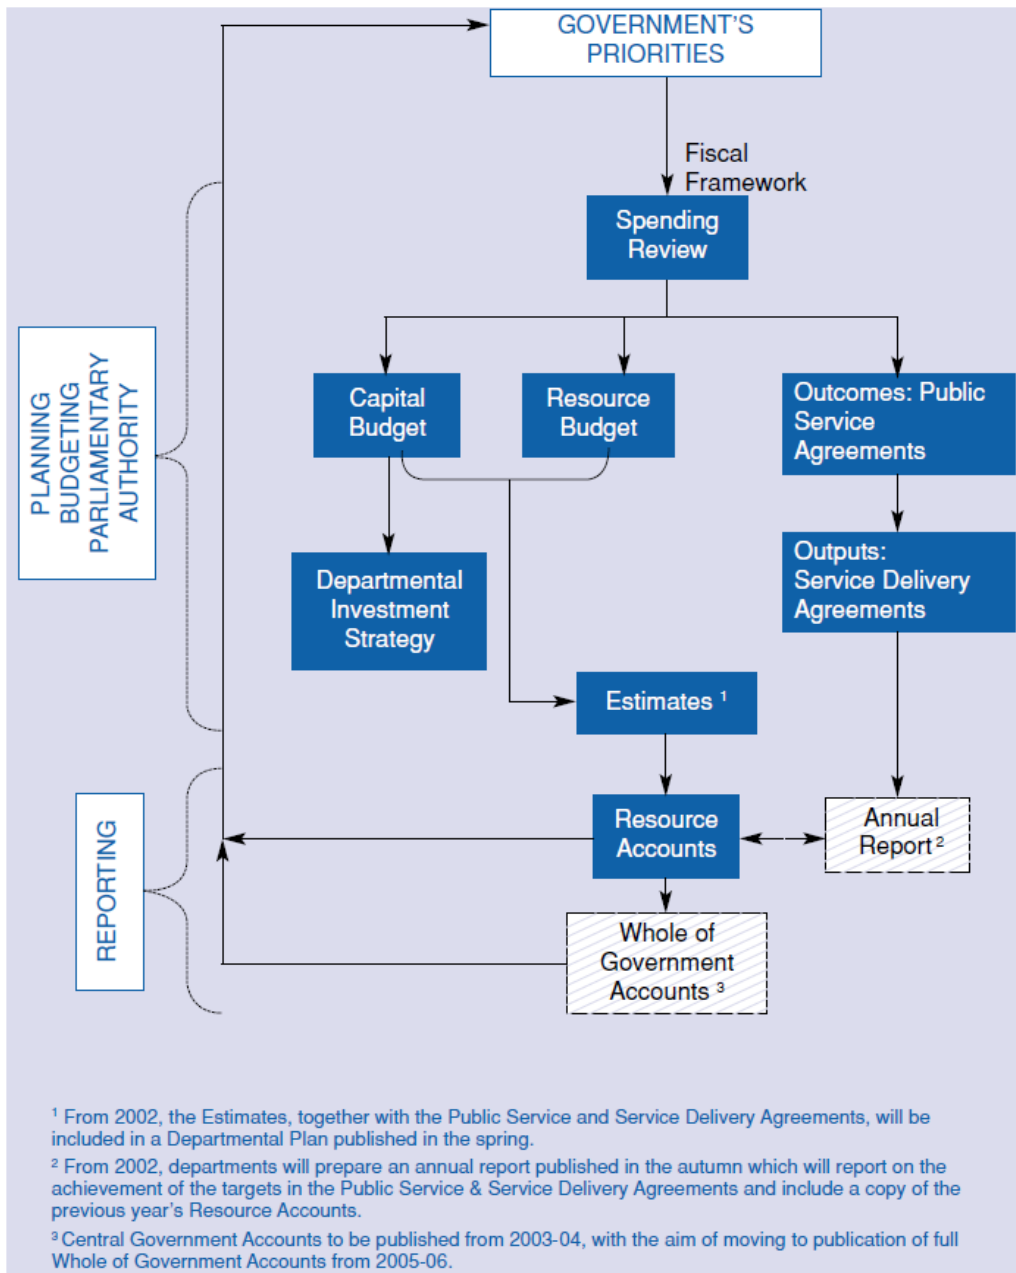 GOVERNMENT'S
PRIORITIES
Fiscal
Framework
Spending
Review
Capital
Budget
Resource
Budget
Outcomes: Public
Service
Agreements
PLANNING
BUDGETING
PARLIAMENTARY
AUTHORITY
Departmental
Investment
Strategy
Outputs:
Service Delivery
Agreements
Estimates ¹
REPORTING
Resource
Accounts
Annual
Report ²
Whole of
Government
Accounts ³
¹ From 2002, the Estimates, together with the Public Service and Service Delivery Agreements, will be
included in a Departmental Plan published in the spring.
² From 2002, departments will prepare an annual report published in the autumn which will report on the
achievement of the targets in the Public Service & Service Delivery Agreements and include a copy of the
previous year's Resource Accounts.
³ Central Government Accounts to be published from 2003-04, with the aim of moving to publication of full
Whole of Government Accounts from 2005-06.